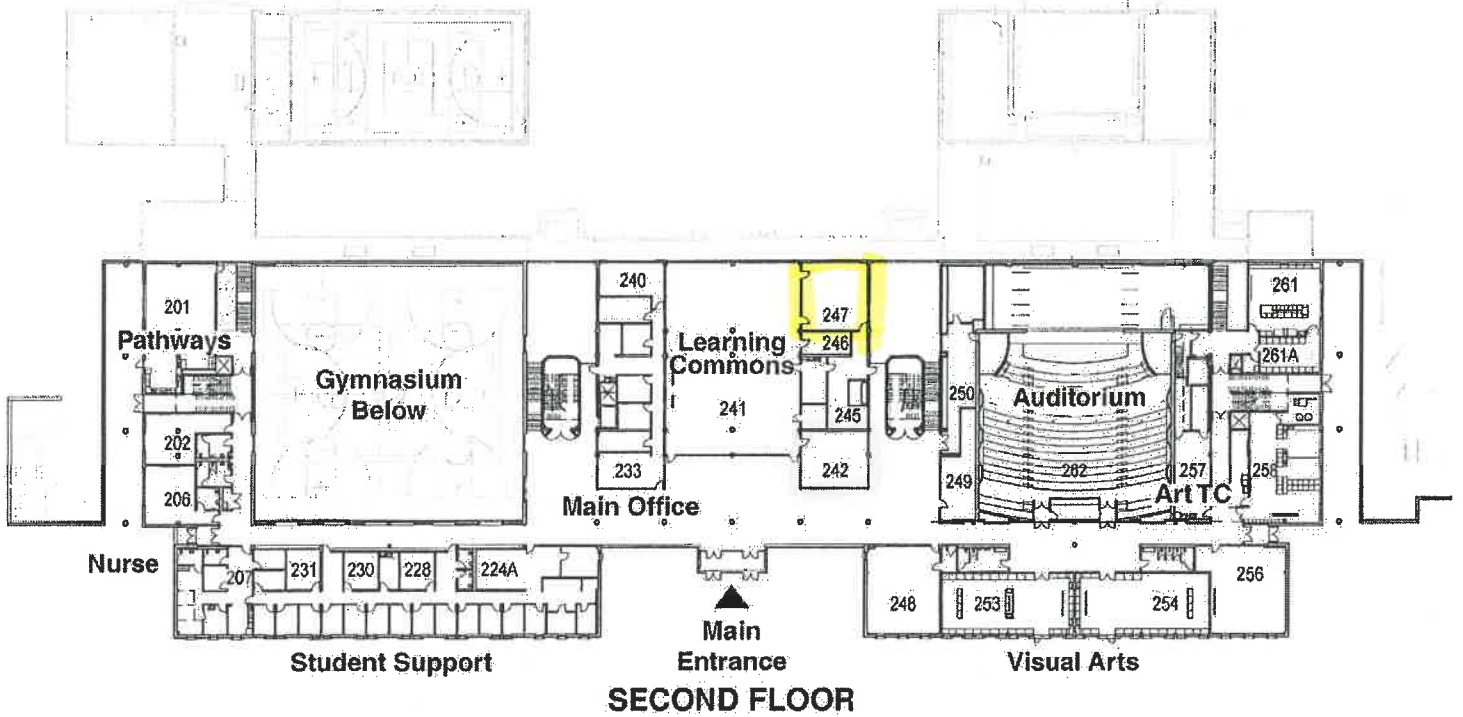 240
247
261
201
Pathways
Learning
Commons
246
261A
Gymnasium
Below
250
Auditorium
241
245
202
233
242
249
262
257
258
206
Main Office
Art TC
Nurse
207
231
230
228
224A
248
253
254
256
Main
Entrance
Student Support
Visual Arts
SECOND FLOOR